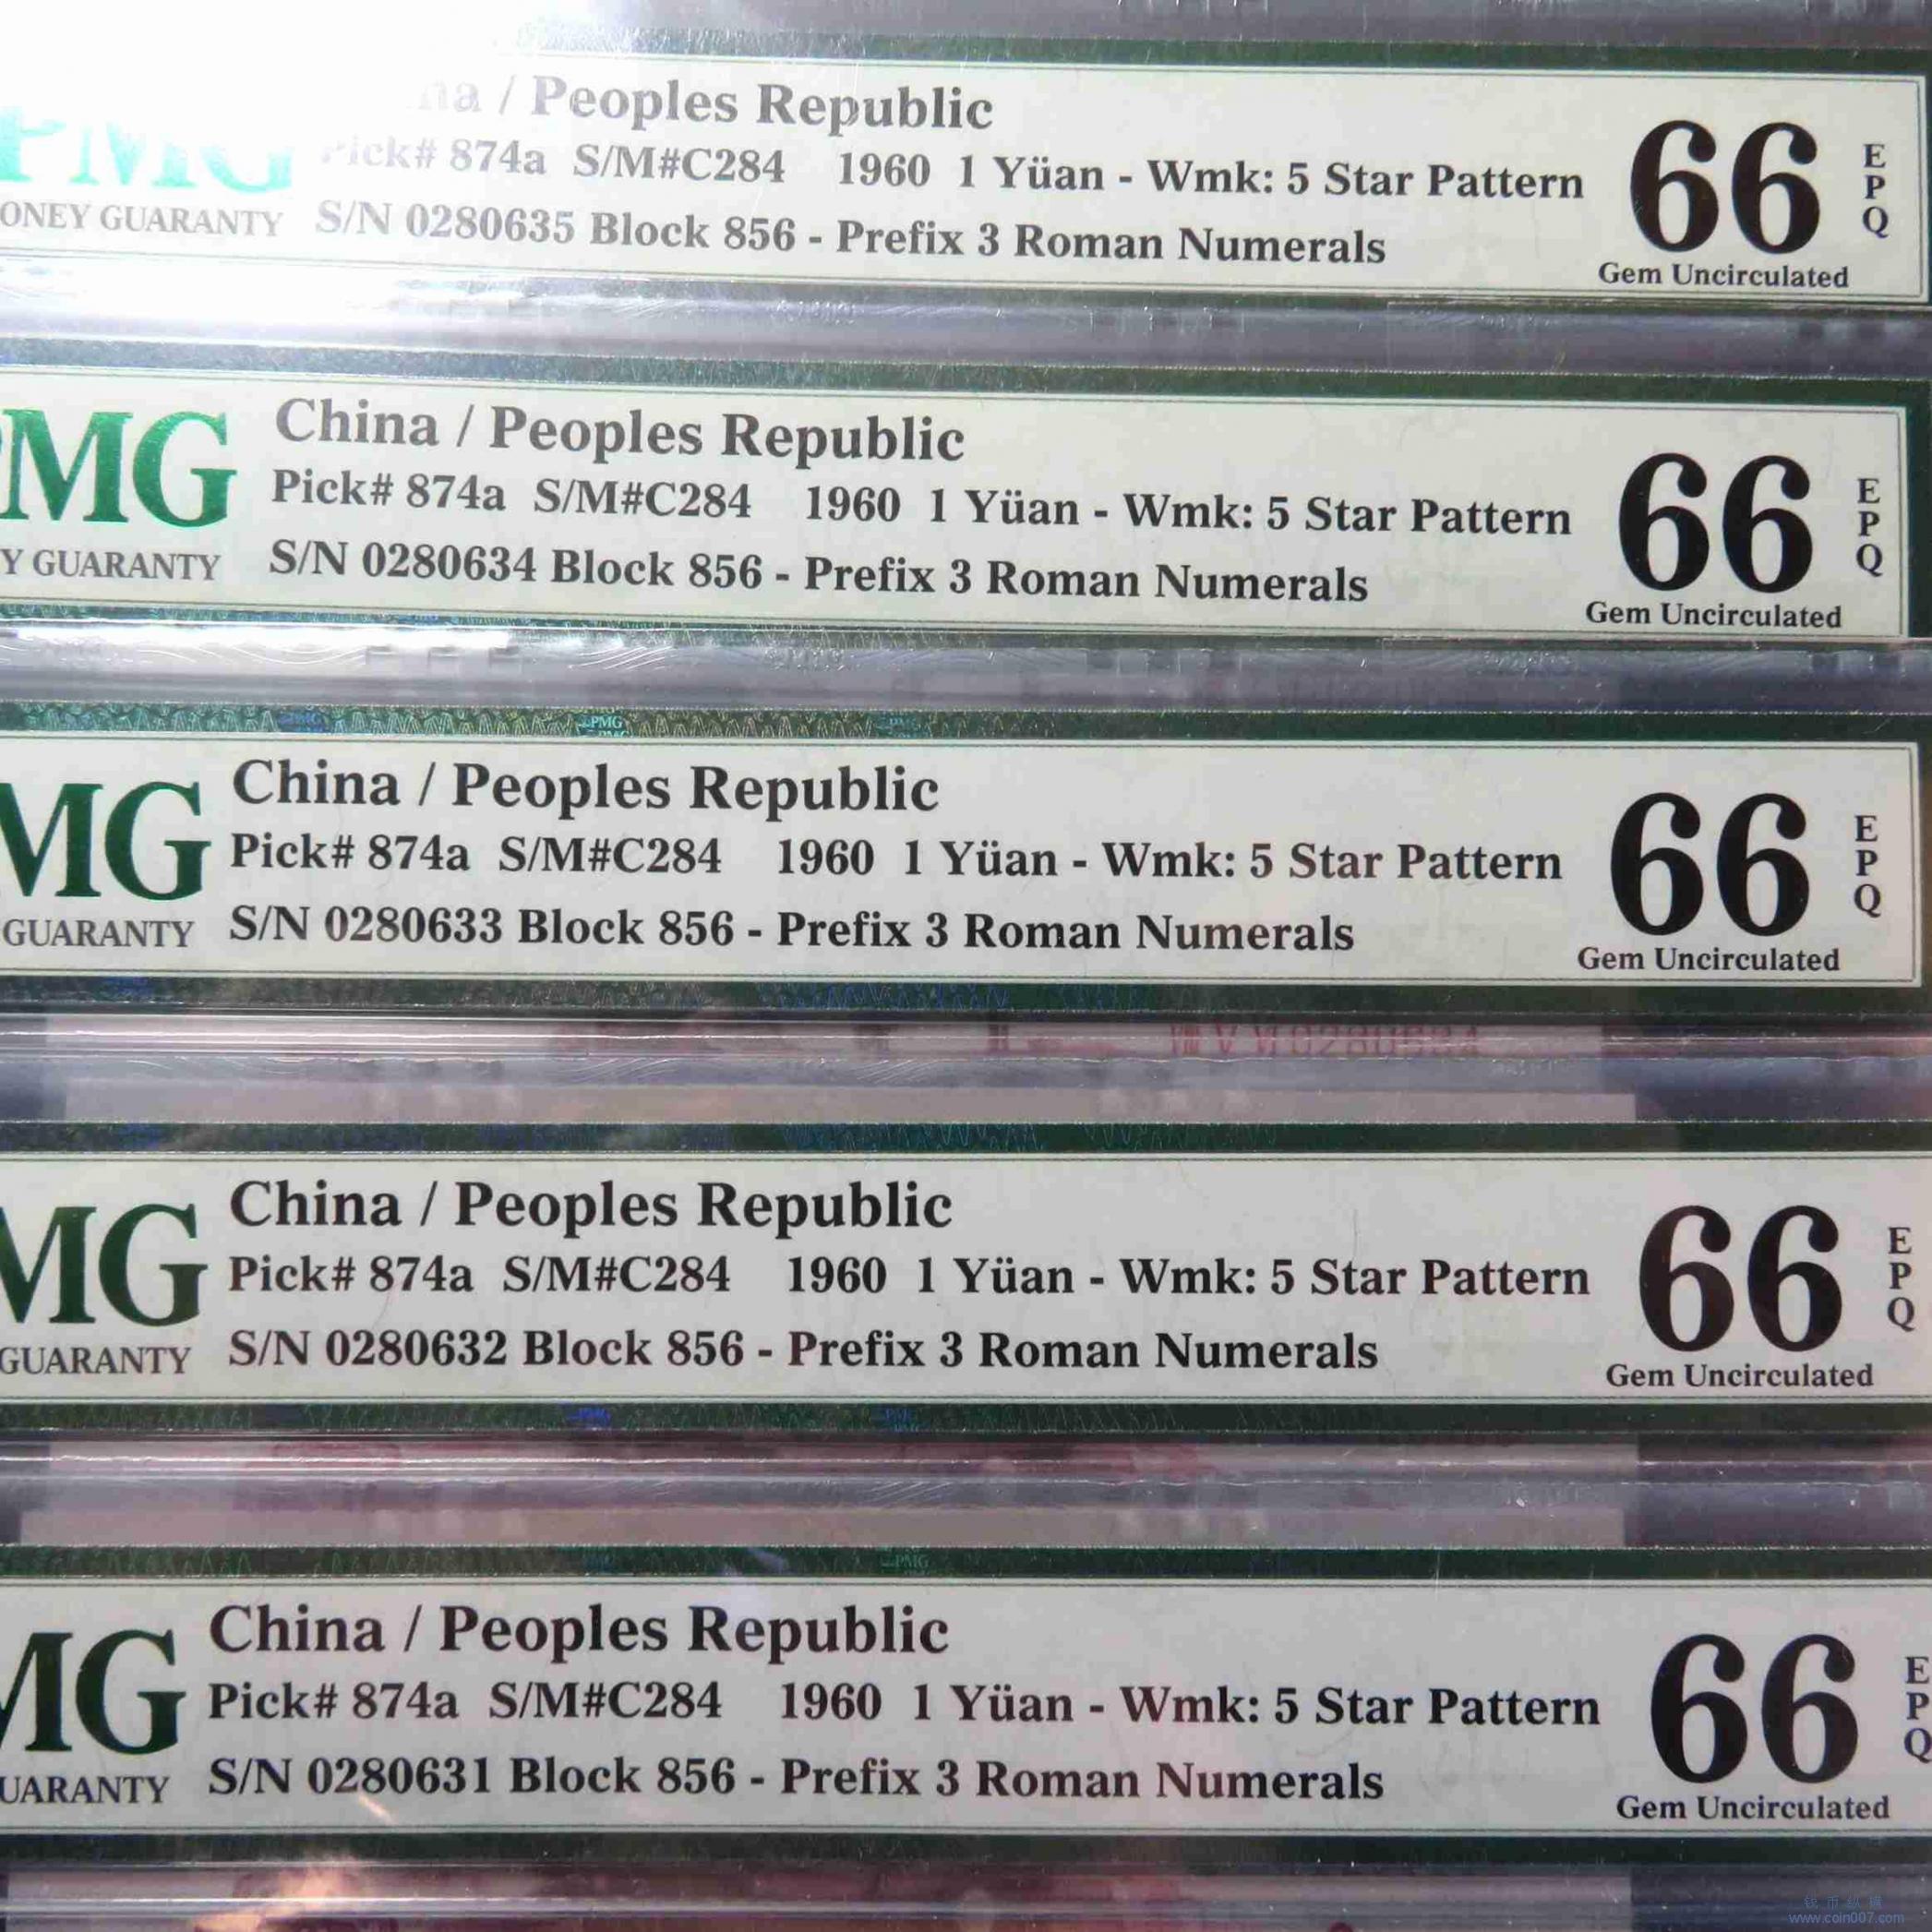 / Peoples Republic
PMG
874a S/M#C284 1960 1 Yüan - Wmk: 5 Star Pattern
ONEY GUARANTY
S/N 0280635 Block 856 - Prefix 3 Roman Numerals
66
EPQ
Gem Uncirculated
MG
Y GUARANTY
China / Peoples Republic
Pick# 874a S/M#C284 1960 1 Yüan - Wmk: 5 Star Pattern
S/N 0280634 Block 856 - Prefix 3 Roman Numerals
66
EPQ
Gem Uncirculated
PMG
MG
GUARANTY
China / Peoples Republic
Pick# 874a S/M#C284 1960 1 Yüan - Wmk: 5 Star Pattern
S/N 0280633 Block 856 - Prefix 3 Roman Numerals
66
EPQ
Gem Uncirculated
MG
GUARANTY
China / Peoples Republic
Pick# 874a S/M#C284 1960 1 Yüan - Wmk: 5 Star Pattern
S/N 0280632 Block 856 - Prefix 3 Roman Numerals
66
EPQ
Gem Uncirculated
PMG
MG
UARANTY
China / Peoples Republic
Pick# 874a S/M#C284 1960 1 Yüan - Wmk: 5 Star Pattern
S/N 0280631 Block 856 - Prefix 3 Roman Numerals
66
EPQ
Gem Uncirculated
www.coin007.com